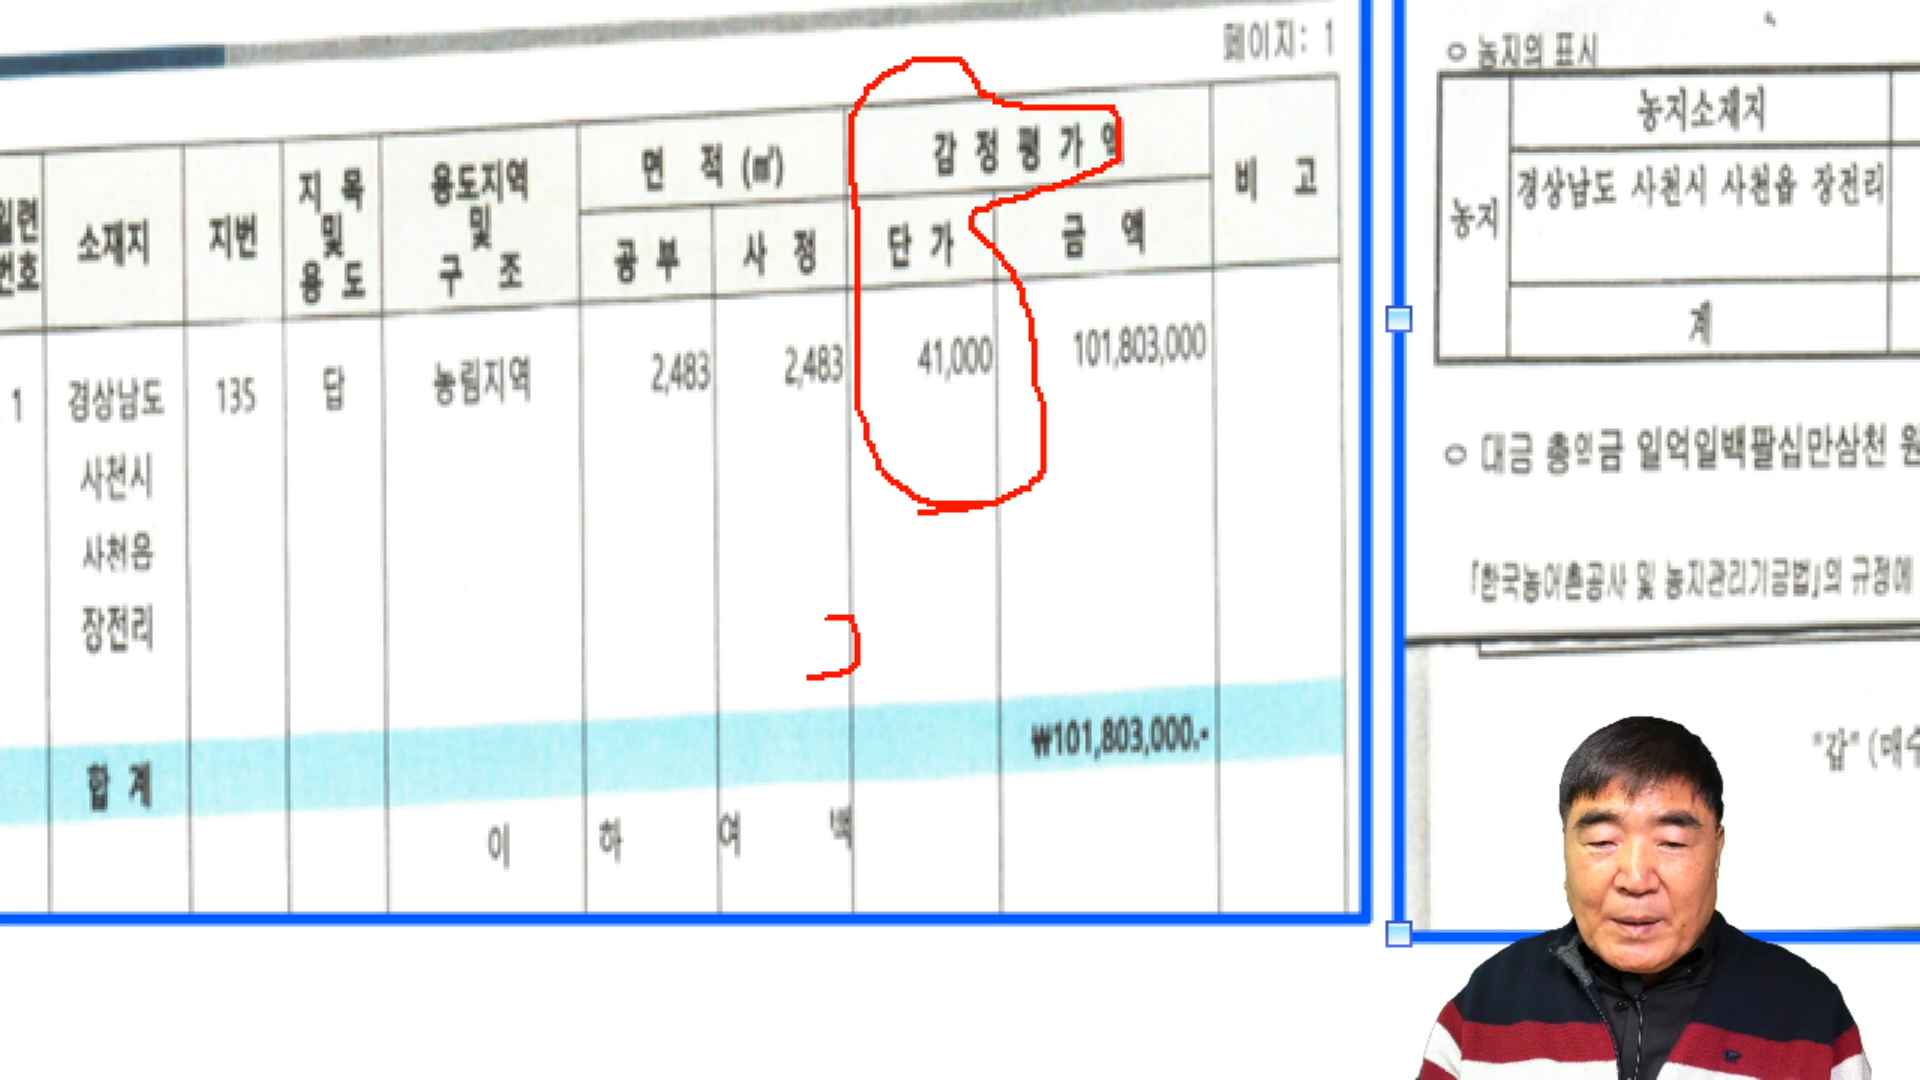 페이지: 1
일련번호 소재지 지번 지목 및 용도 용도지역 및 구조 면 적 (㎡) 감 정 평 가 액 비 고
공 부 사 정 단 가 금 액
1 경상남도 135 답 농림지역 2,483 2,483 41,000 101,803,000
사천시
사천읍
장전리
합 계 ₩101,803,000.-
이 하 여 백
○ 농지의 표시
농지소재지
농지 경상남도 사천시 사천읍 장전리
계
○ 대금 총액금 일억일백팔십만삼천 원
「한국농어촌공사 및 농지관리기금법」의 규정에
"갑" (매수